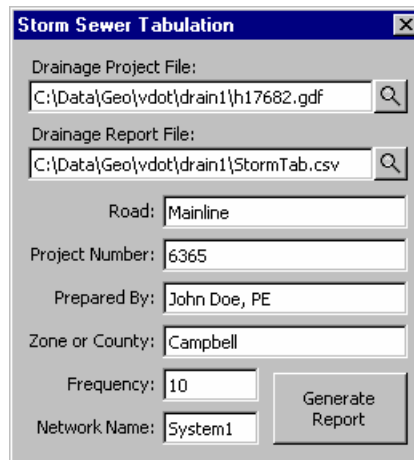 Storm Sewer Tabulation
Drainage Project File:
C:\Data\Geo\vdot\drain1\h17682.gdf
Drainage Report File:
C:\Data\Geo\vdot\drain1\StormTab.csv
Road: Mainline
Project Number: 6365
Prepared By: John Doe, PE
Zone or County: Campbell
Frequency: 10
Network Name: System1
Generate
Report